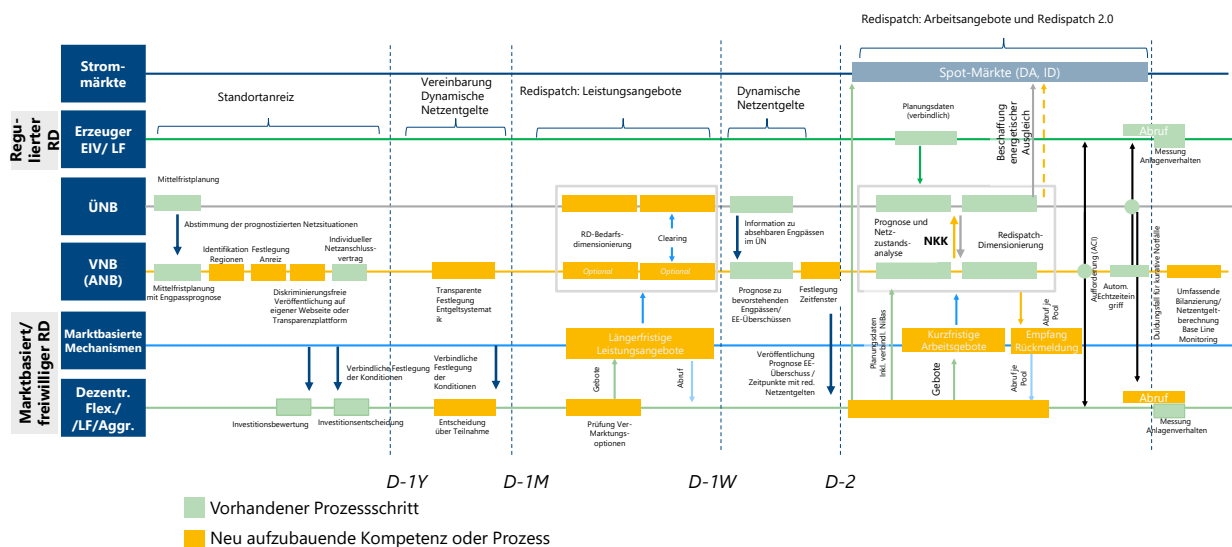 Redispatch: Arbeitsangebote und Redispatch 2.0
Strom-
märkte
Spot-Märkte (DA, ID)
Standortanreiz
Vereinbarung
Dynamische
Netzentgelte
Redispatch: Leistungsangebote
Dynamische
Netzentgelte
Regu-
lierter
RD
Erzeuger
EIV/ LF
Planungsdaten
(verbindlich)
Beschaffung
energetischer
Ausgleich
Abruf
Messung
Anlagenverhalten
ÜNB
Mittelfristplanung
Abstimmung der prognostizierten Netzsituationen
RD-Bedarfs-
dimensionierung
Clearing
Information zu
absehbaren Engpässen
im ÜN
Prognose und
Netz-
zustands-
analyse
NKK
Redispatch-
Dimensionierung
VNB
(ANB)
Identifikation
Regionen
Festlegung
Anreiz
Individueller
Netzanschluss-
vertrag
Optional
Optional
Mittelfristplanung
mit Engpassprognose
Diskriminierungsfreie
Veröffentlichung auf
eigener Webseite oder
Transparenzplattform
Transparente
Festlegung
Entgeltsystemat
ik
Prognose zu
bevorstehenden
Engpässen/
EE-Überschüssen
Festlegung
Zeitfenster
Aufforderung (ACI)
Autom.
Echtzeitein
griff
Duldungsfall für kurative Notfälle
Umfassende
Bilanzierung/
Netzentgelt-
berechnung
Base Line
Monitoring
Marktbasiert/
freiwilliger RD
Marktbasierte
Mechanismen
Verbindliche Festlegung
der Konditionen
Verbindliche
Festlegung
der
Konditionen
Längerfristige
Leistungsangebote
Gebote
Abruf
Veröffentlichung
Prognose EE-
Überschuss /
Zeitpunkte mit red.
Netzentgelten
Planungsdaten
Inkl. verbindl. NiBas
Kurzfristige
Arbeitsgebote
Gebote
Abruf je
Pool
Empfang
Rückmeldung
Abruf je
Pool
Dezentr.
Flex./
/LF/Aggr.
Investitionsbewertung
Investitionsentscheidung
Entscheidung
über Teilnahme
Prüfung Ver-
Marktungs-
optionen
Abruf
Messung
Anlagenverhalten
D-1Y
D-1M
D-1W
D-2
Vorhandener Prozessschritt
Neu aufzubauende Kompetenz oder Prozess